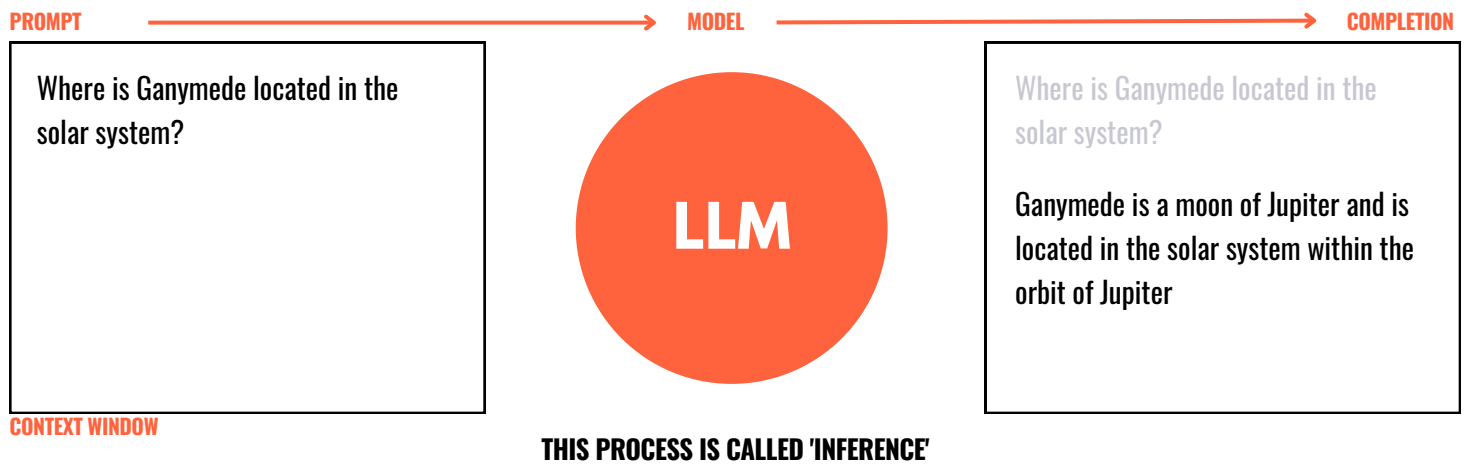 PROMPT
MODEL
COMPLETION
Where is Ganymede located in the
solar system?
LLM
Where is Ganymede located in the
solar system?
Ganymede is a moon of Jupiter and is
located in the solar system within the
orbit of Jupiter
CONTEXT WINDOW
THIS PROCESS IS CALLED 'INFERENCE'